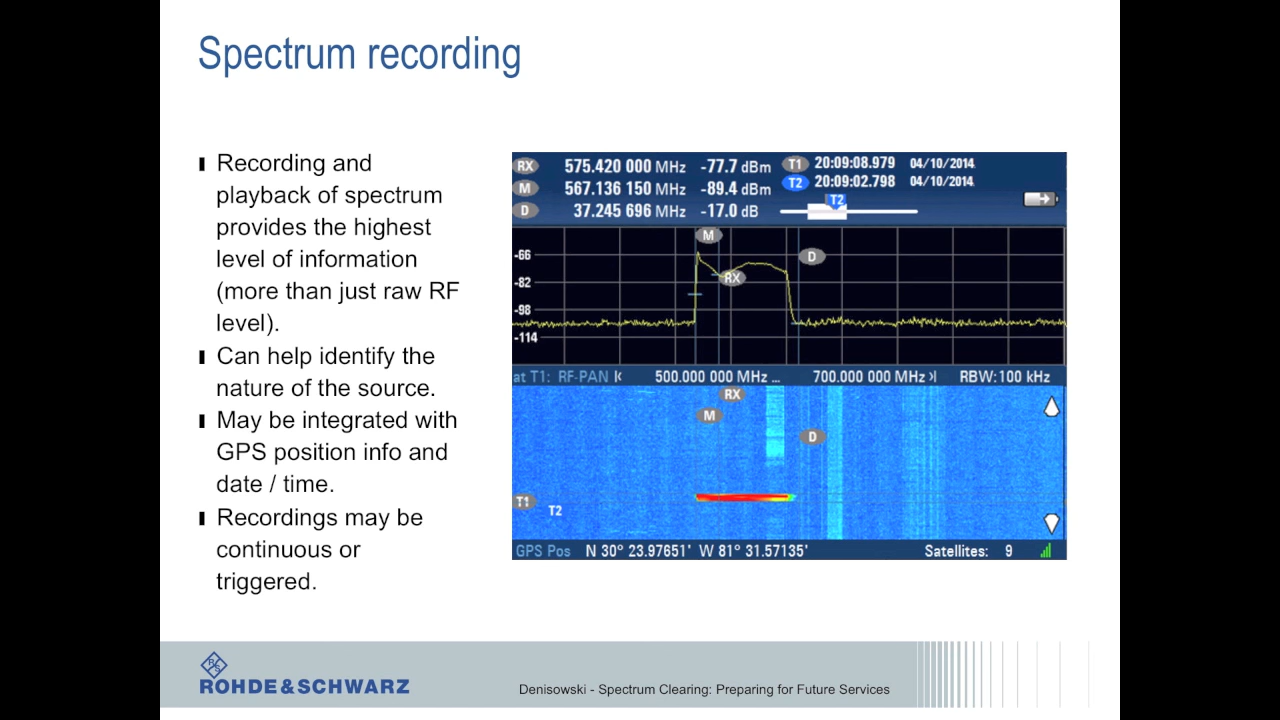 Spectrum recording
Recording and
playback of spectrum
provides the highest
level of information
(more than just raw RF
level).
Can help identify the
nature of the source.
May be integrated with
GPS position info and
date / time.
Recordings may be
continuous or
triggered.
RX 575.420 000 MHz -77.7 dBm T1 20:09:08.979 04/10/2014
M 567.136 150 MHz -89.4 dBm T2 20:09:02.798 04/10/2014
D 37.245 696 MHz -17.0 dB T2
M
D
-66
RX
-82
-98
-114
at T1: RF-PAN 500.000 000 MHz ... 700.000 000 MHz RBW:100 kHz
RX
M
D
T1
T2
GPS Pos N 30° 23.97651' W 81° 31.57135' Satellites: 9
R S
ROHDE&SCHWARZ
Denisowski - Spectrum Clearing: Preparing for Future Services